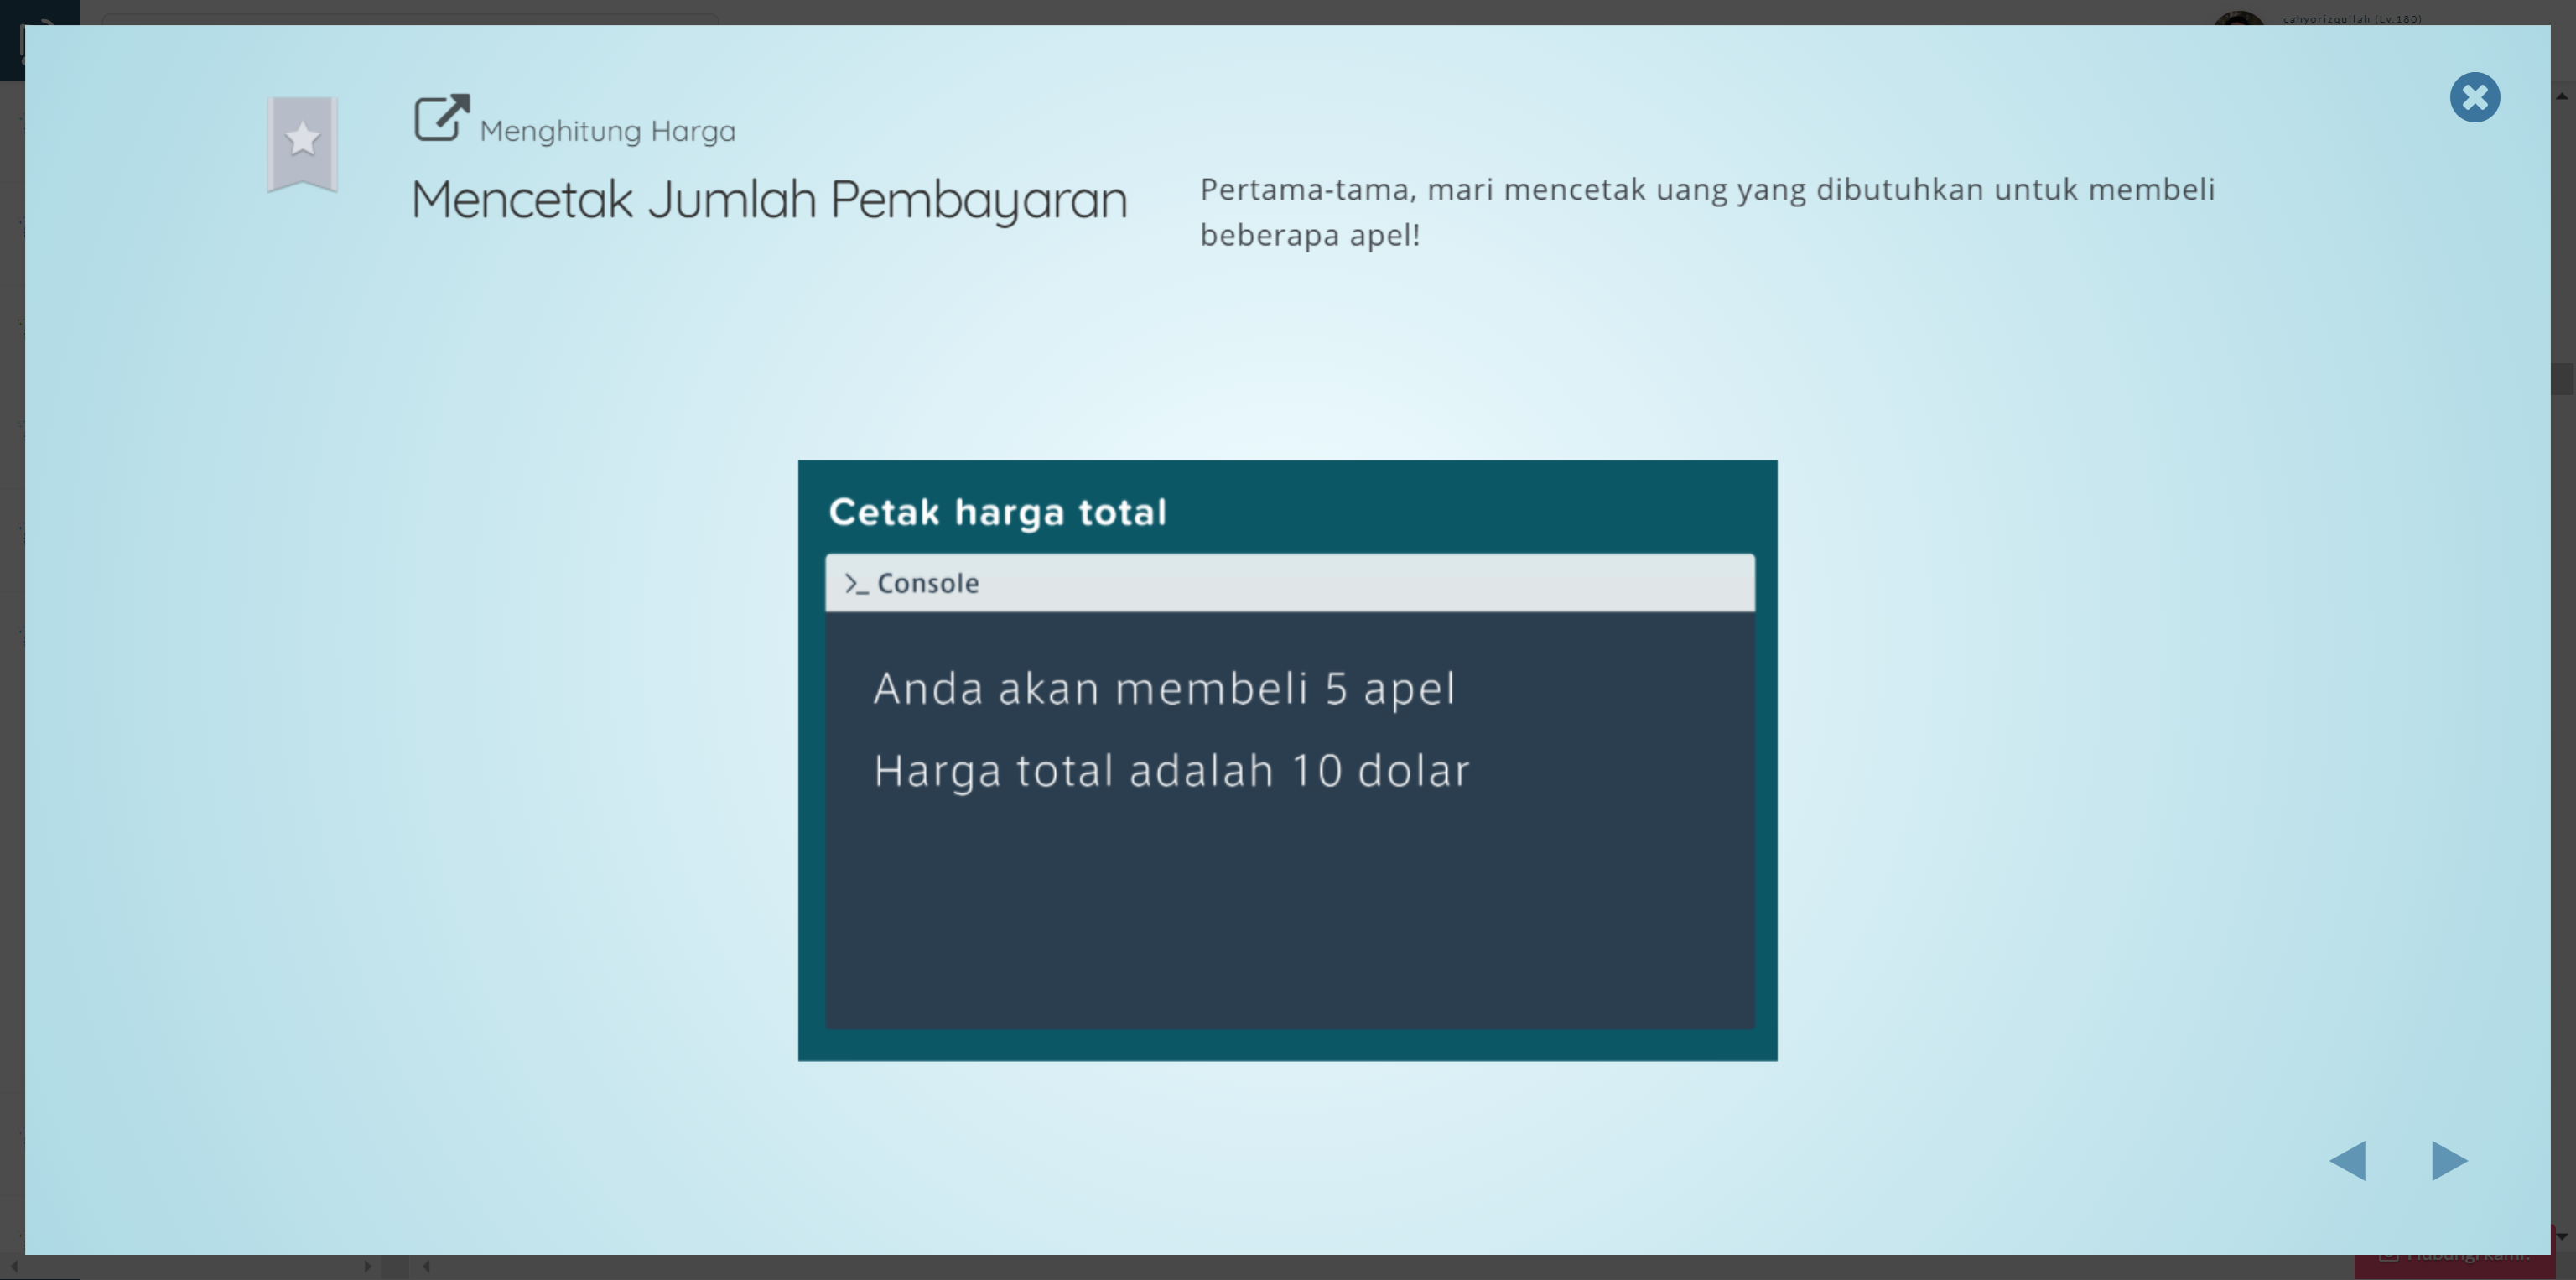 cahyorizqullah (Lv.180)
Menghitung Harga
Mencetak Jumlah Pembayaran
Pertama-tama, mari mencetak uang yang dibutuhkan untuk membeli
beberapa apel!
Cetak harga total
>_ Console
Anda akan membeli 5 apel
Harga total adalah 10 dolar